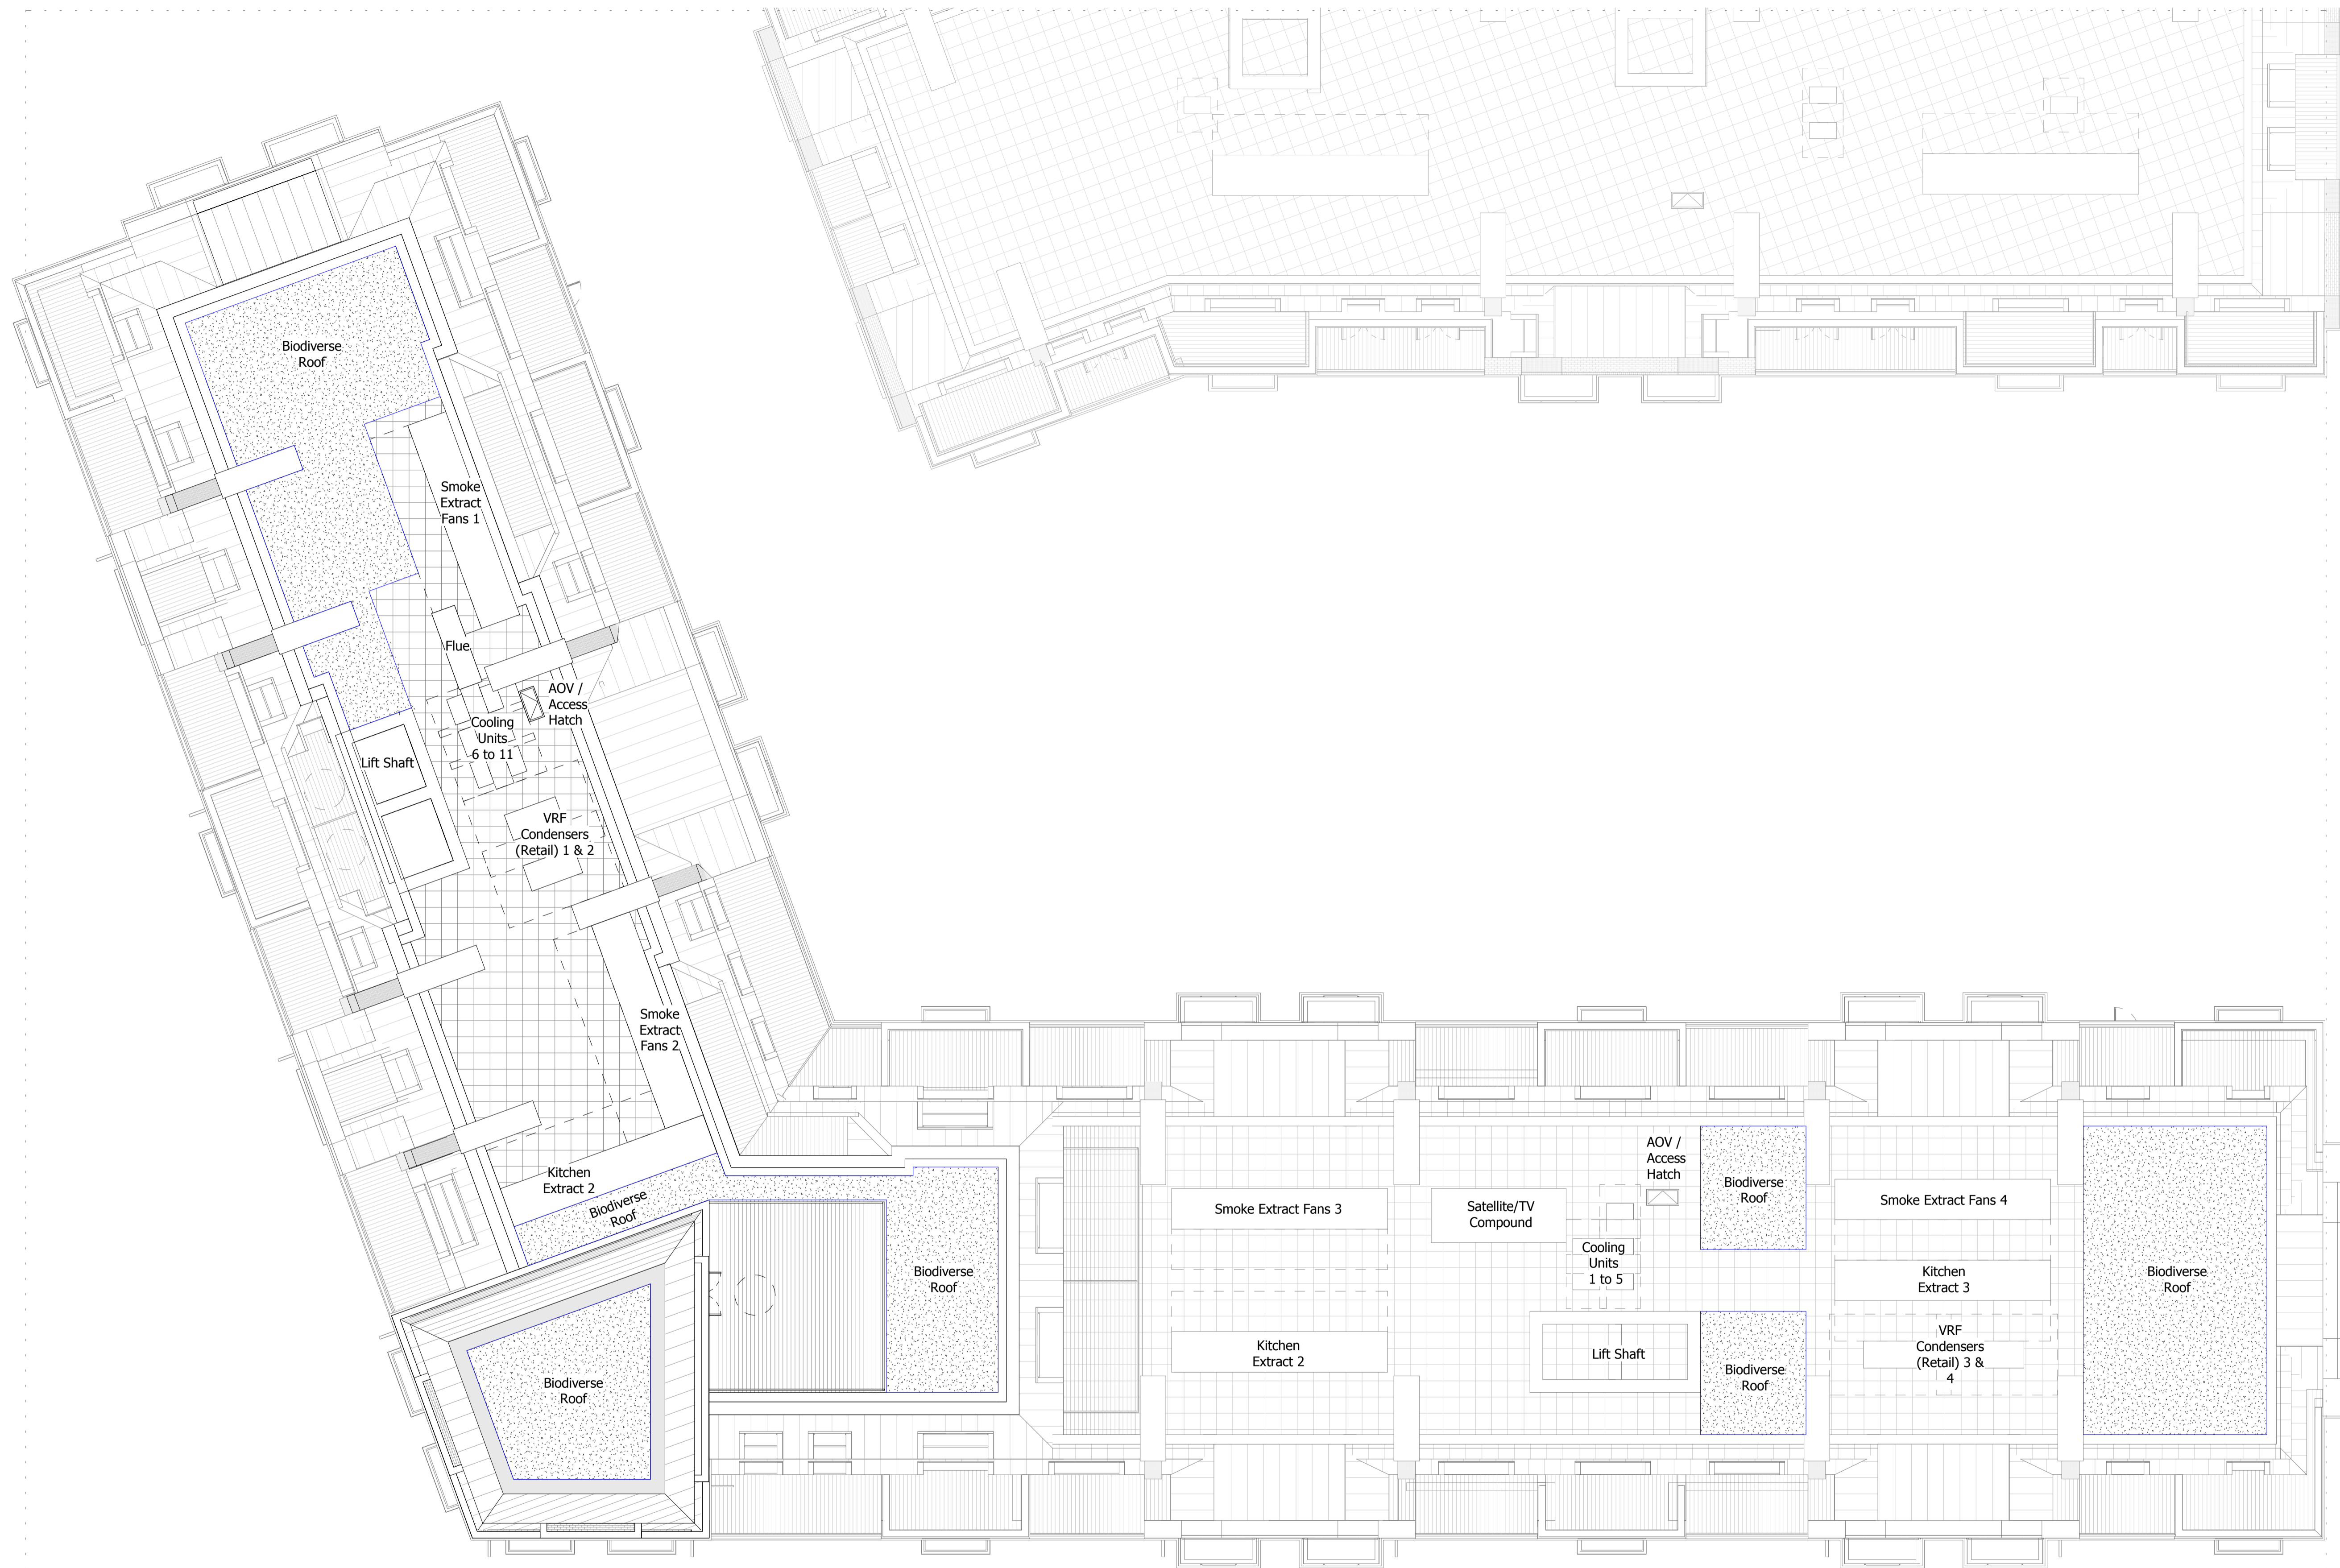 Biodiverse
Roof
Smoke
Extract
Fans 1
Flue
AOV /
Access
Hatch
Cooling
Units
6 to 11
Lift Shaft
VRF
Condensers
(Retail) 1 & 2
Smoke
Extract
Fans 2
Kitchen
Extract 2
Biodiverse
Roof
Biodiverse
Roof
Biodiverse
Roof
Smoke Extract Fans 3
Kitchen
Extract 2
Satellite/TV
Compound
AOV /
Access
Hatch
Cooling
Units
1 to 5
Lift Shaft
Biodiverse
Roof
Biodiverse
Roof
Smoke Extract Fans 4
Kitchen
Extract 3
VRF
Condensers
(Retail) 3 &
4
Biodiverse
Roof